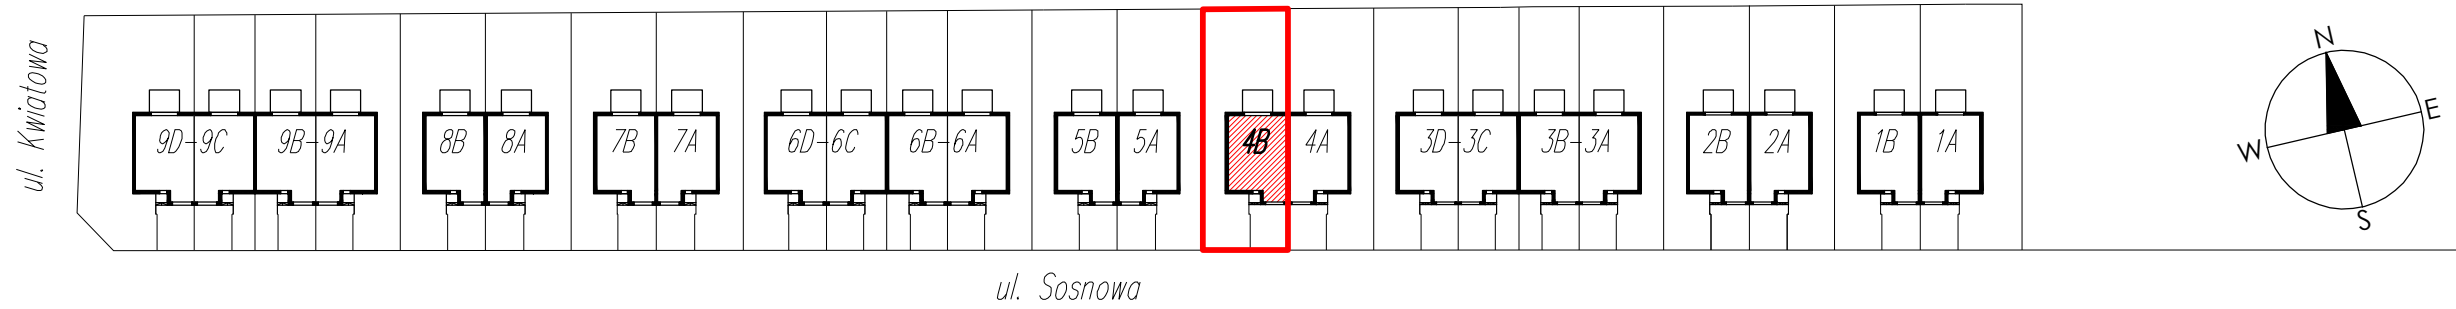 ul. Kwiatowa
9D-9C 9B-9A 8B 8A 7B 7A 6D-6C 6B-6A 5B 5A 4B 4A 3D-3C 3B-3A 2B 2A 1B 1A
N
E
W
S
ul. Sosnowa